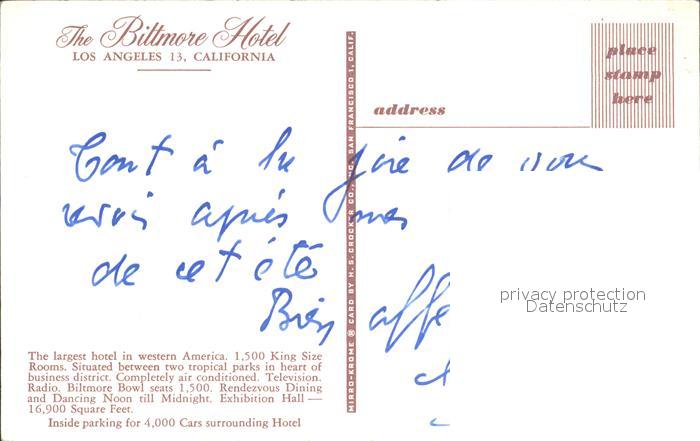 The Biltmore Hotel
LOS ANGELES 13, CALIFORNIA
place
stamp
here
address
Tout à la joie de vous
revoir après mes
de cet été
Bien affe
MIRRO-KROME ® CARD BY H. S. CROCKER CO., INC. SAN FRANCISCO 1, CALIF.
privacy protection
Datenschutz
The largest hotel in western America. 1,500 King Size
Rooms. Situated between two tropical parks in heart of
business district. Completely air conditioned. Television.
Radio. Biltmore Bowl seats 1,500. Rendezvous Dining
and Dancing Noon till Midnight. Exhibition Hall —
16,900 Square Feet.
Inside parking for 4,000 Cars surrounding Hotel